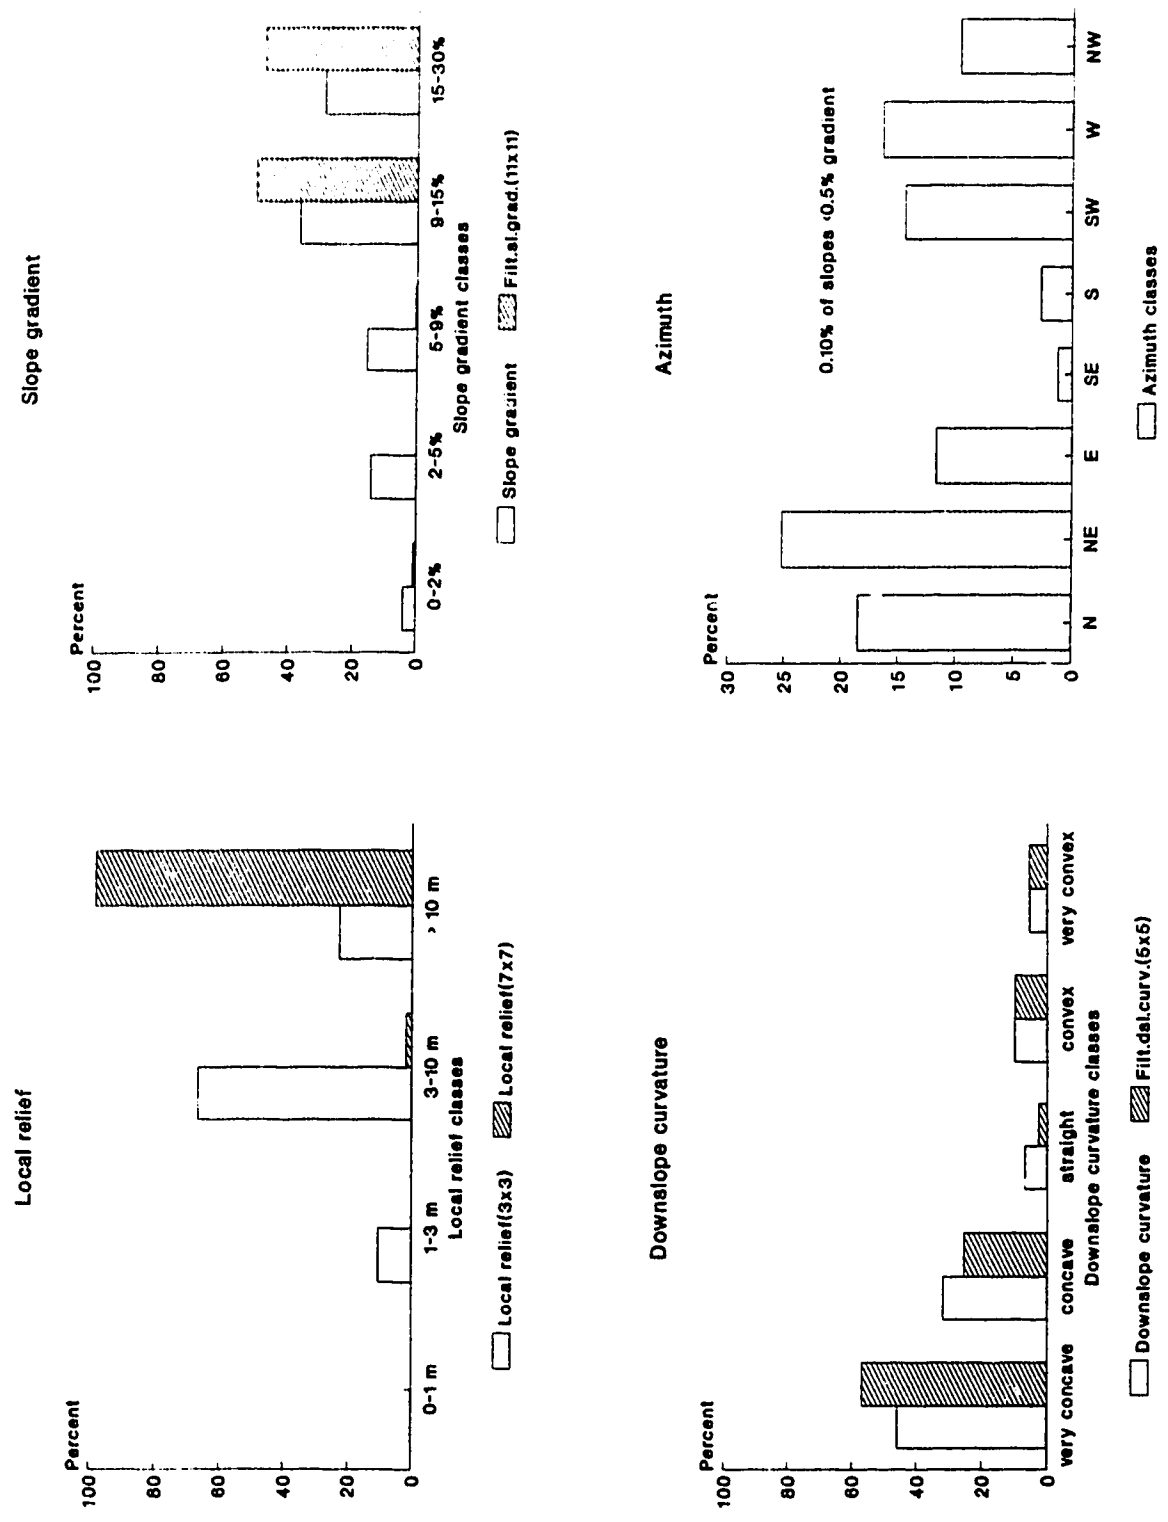 Local relief
Percent
100
80
60
40
20
0
0-1 m 1-3 m 3-10 m >10 m
Local relief classes
Local relief(3x3) Local relief(7x7)
Slope gradient
Percent
100
80
60
40
20
0
0-2% 2-5% 5-9% 9-15% 15-30%
Slope gradient classes
Slope gradient Filt.sl.grad.(11x11)
Downslope curvature
Percent
100
80
60
40
20
0
very concave concave straight convex very convex
Downslope curvature classes
Downslope curvature Filt.dsl.curv.(5x5)
Azimuth
Percent
30
25
20
15
10
5
0
0.10% of slopes <0.5% gradient
N NE E SE S SW W NW
Azimuth classes